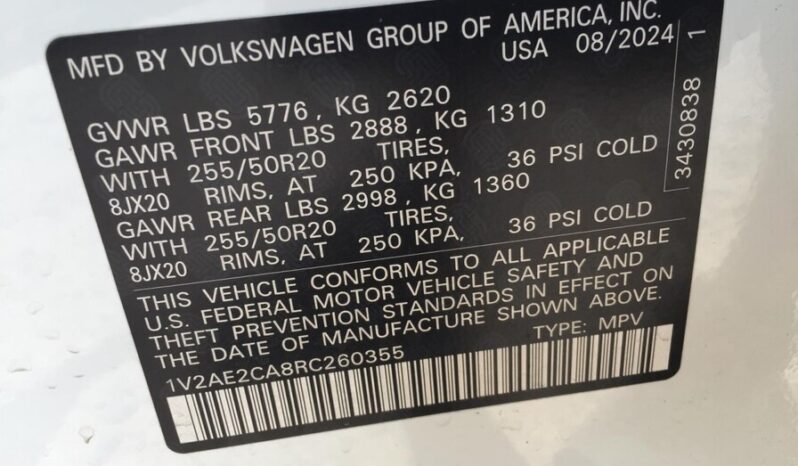 MFD BY VOLKSWAGEN GROUP OF AMERICA, INC.
USA 08/2024
GVWR LBS 5776, KG 2620
GAWR FRONT LBS 2888, KG 1310
WITH 255/50R20 TIRES,
8JX20 RIMS, AT 250 KPA, 36 PSI COLD
GAWR REAR LBS 2998, KG 1360
WITH 255/50R20 TIRES,
8JX20 RIMS, AT 250 KPA, 36 PSI COLD
THIS VEHICLE CONFORMS TO ALL APPLICABLE
U.S. FEDERAL MOTOR VEHICLE SAFETY AND
THEFT PREVENTION STANDARDS IN EFFECT ON
THE DATE OF MANUFACTURE SHOWN ABOVE.
1V2AE2CA8RC260355 TYPE: MPV
3430838 1